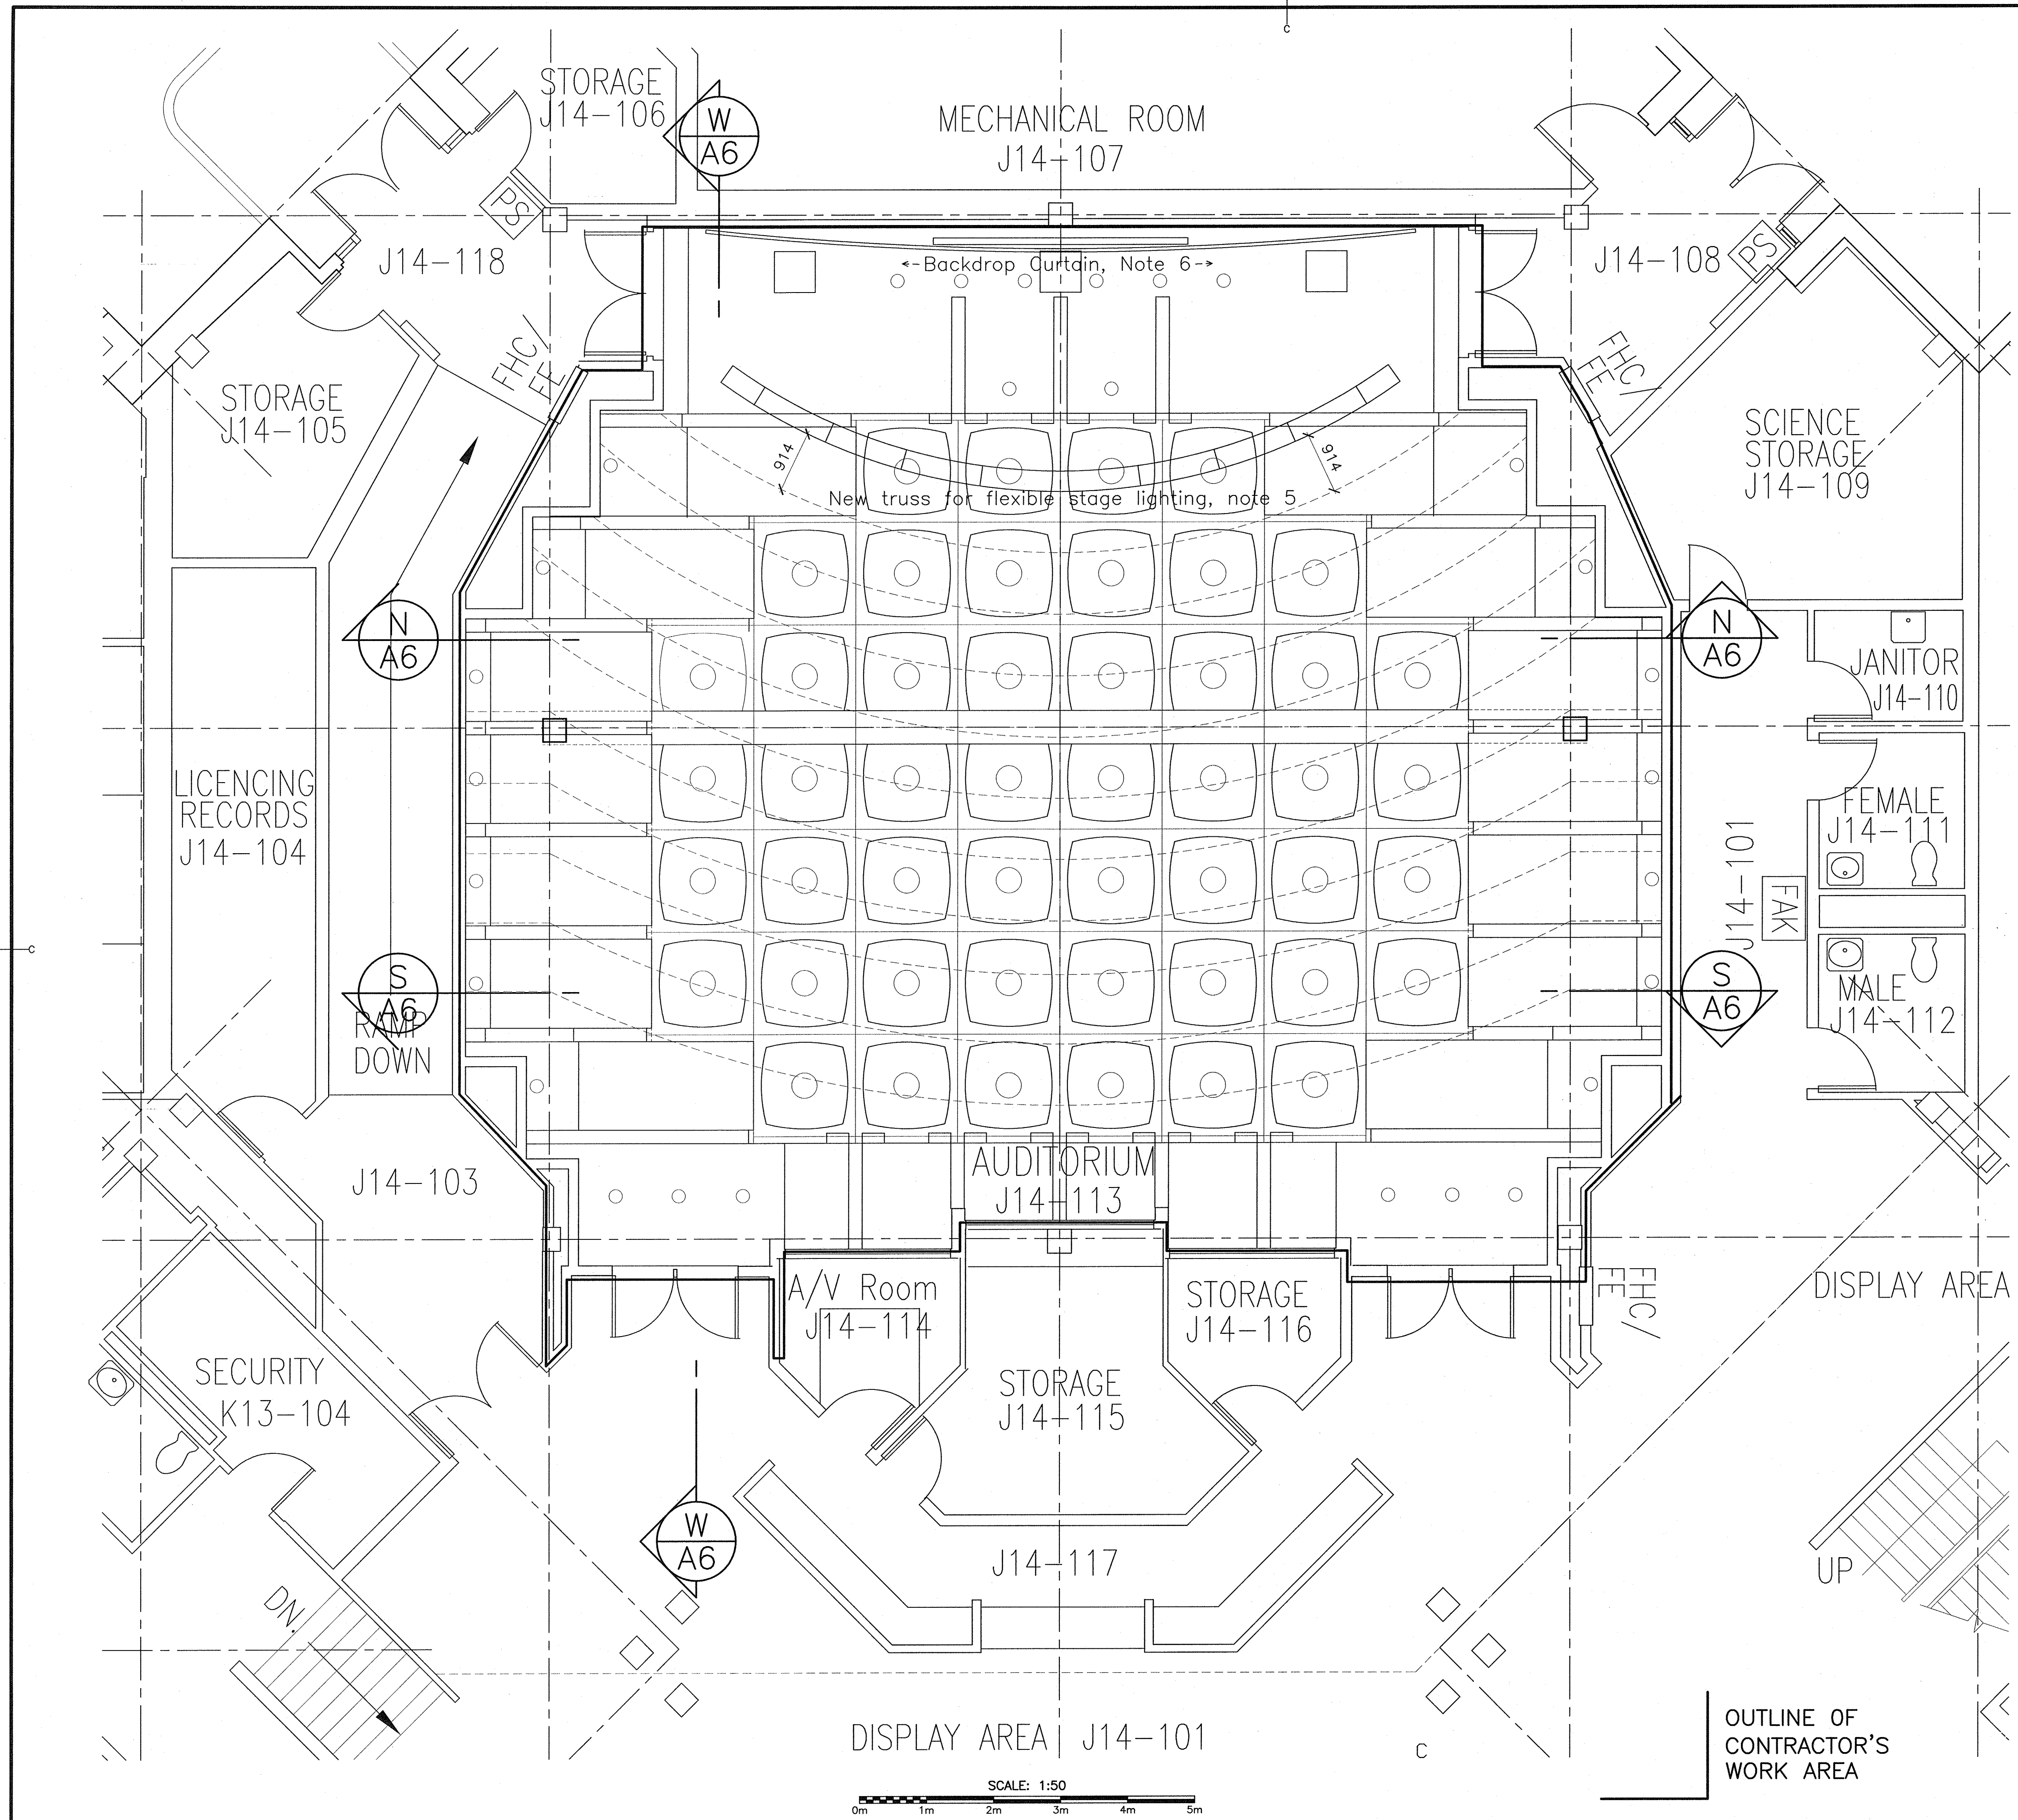 C
STORAGE
J14-106
W
A6
MECHANICAL ROOM
J14-107
PS
J14-118
<-Backdrop Curtain, Note 6->
J14-108
PS
FHC/
FE
FHC/
FE
STORAGE
J14-105
SCIENCE
STORAGE
J14-109
914
914
New truss for flexible stage lighting, note 5
N
A6
N
A6
JANITOR
J14-110
LICENCING
RECORDS
J14-104
FEMALE
J14-111
J14-101
FAK
C
S
A6
RAMP
DOWN
S
A6
MALE
J14-112
J14-103
AUDITORIUM
J14-113
A/V Room
J14-114
STORAGE
J14-116
FHC/
FE
DISPLAY AREA
SECURITY
K13-104
STORAGE
J14-115
W
A6
J14-117
UP
DN.
DISPLAY AREA J14-101
C
OUTLINE OF
CONTRACTOR'S
WORK AREA
SCALE: 1:50
0m 1m 2m 3m 4m 5m